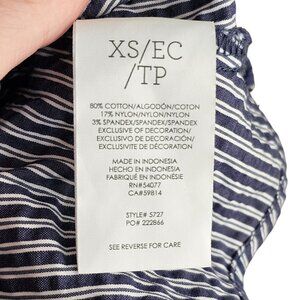 XS/EC
/TP
80% COTTON/ALGODÓN/COTON
17% NYLON/NYLON/NYLON
3% SPANDEX/SPANDEX/SPANDEX
EXCLUSIVE OF DECORATION/
EXCLUSIVO DE DECORACIÓN/
EXCLUSIVITE DE DÉCORATION
MADE IN INDONESIA
HECHO EN INDONESIA
FABRIQUÉ EN INDONÉSIE
RN#54077
CA#59814
STYLE# 5727
PO# 222866
SEE REVERSE FOR CARE